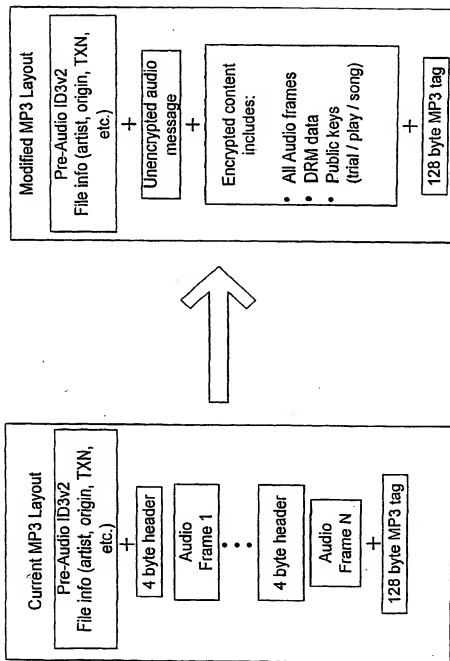 Current MP3 Layout
Pre-Audio ID3v2
File info (artist, origin, TXN,
etc.)
+
4 byte header
Audio
Frame 1
• • •
4 byte header
Audio
Frame N
+
128 byte MP3 tag
Modified MP3 Layout
Pre-Audio ID3v2
File info (artist, origin, TXN,
etc.)
+
Unencrypted audio
message
+
Encrypted content
includes:
• All Audio frames
• DRM data
• Public keys
(trial / play / song)
+
128 byte MP3 tag